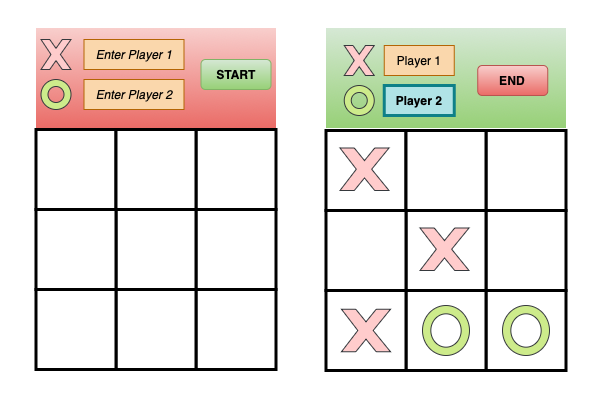 Enter Player 1
START
Enter Player 2
Player 1
END
Player 2
X
X
X O O